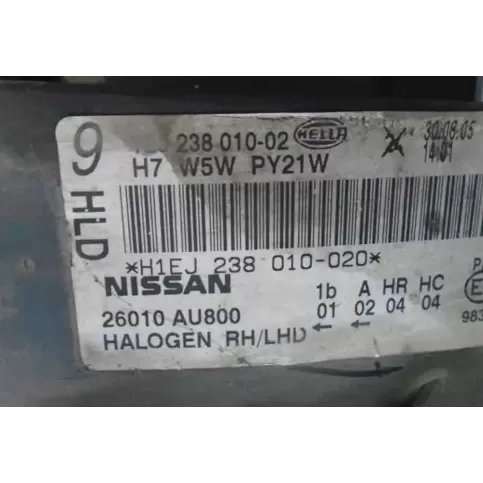 9 HLD
238 010-02 HELLA 30.08.05
H7 W5W PY21W 14:01
*H1EJ 238 010-020*
NISSAN 1b A HR HC
26010 AU800 01 02 04 04
HALOGEN RH/LHD ← ←
E
983